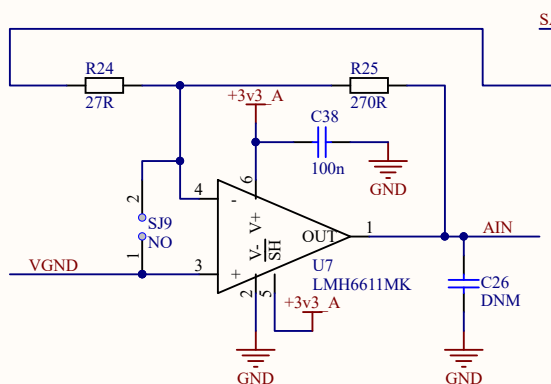 SA
R24
27R
R25
270R
+3v3_A
C38
100n
GND
2
SJ9
NO
1
4
6
-
V+
OUT
1
AIN
VGND
3
+
V-
SH
2
5
U7
LMH6611MK
+3v3_A
C26
DNM
GND
GND